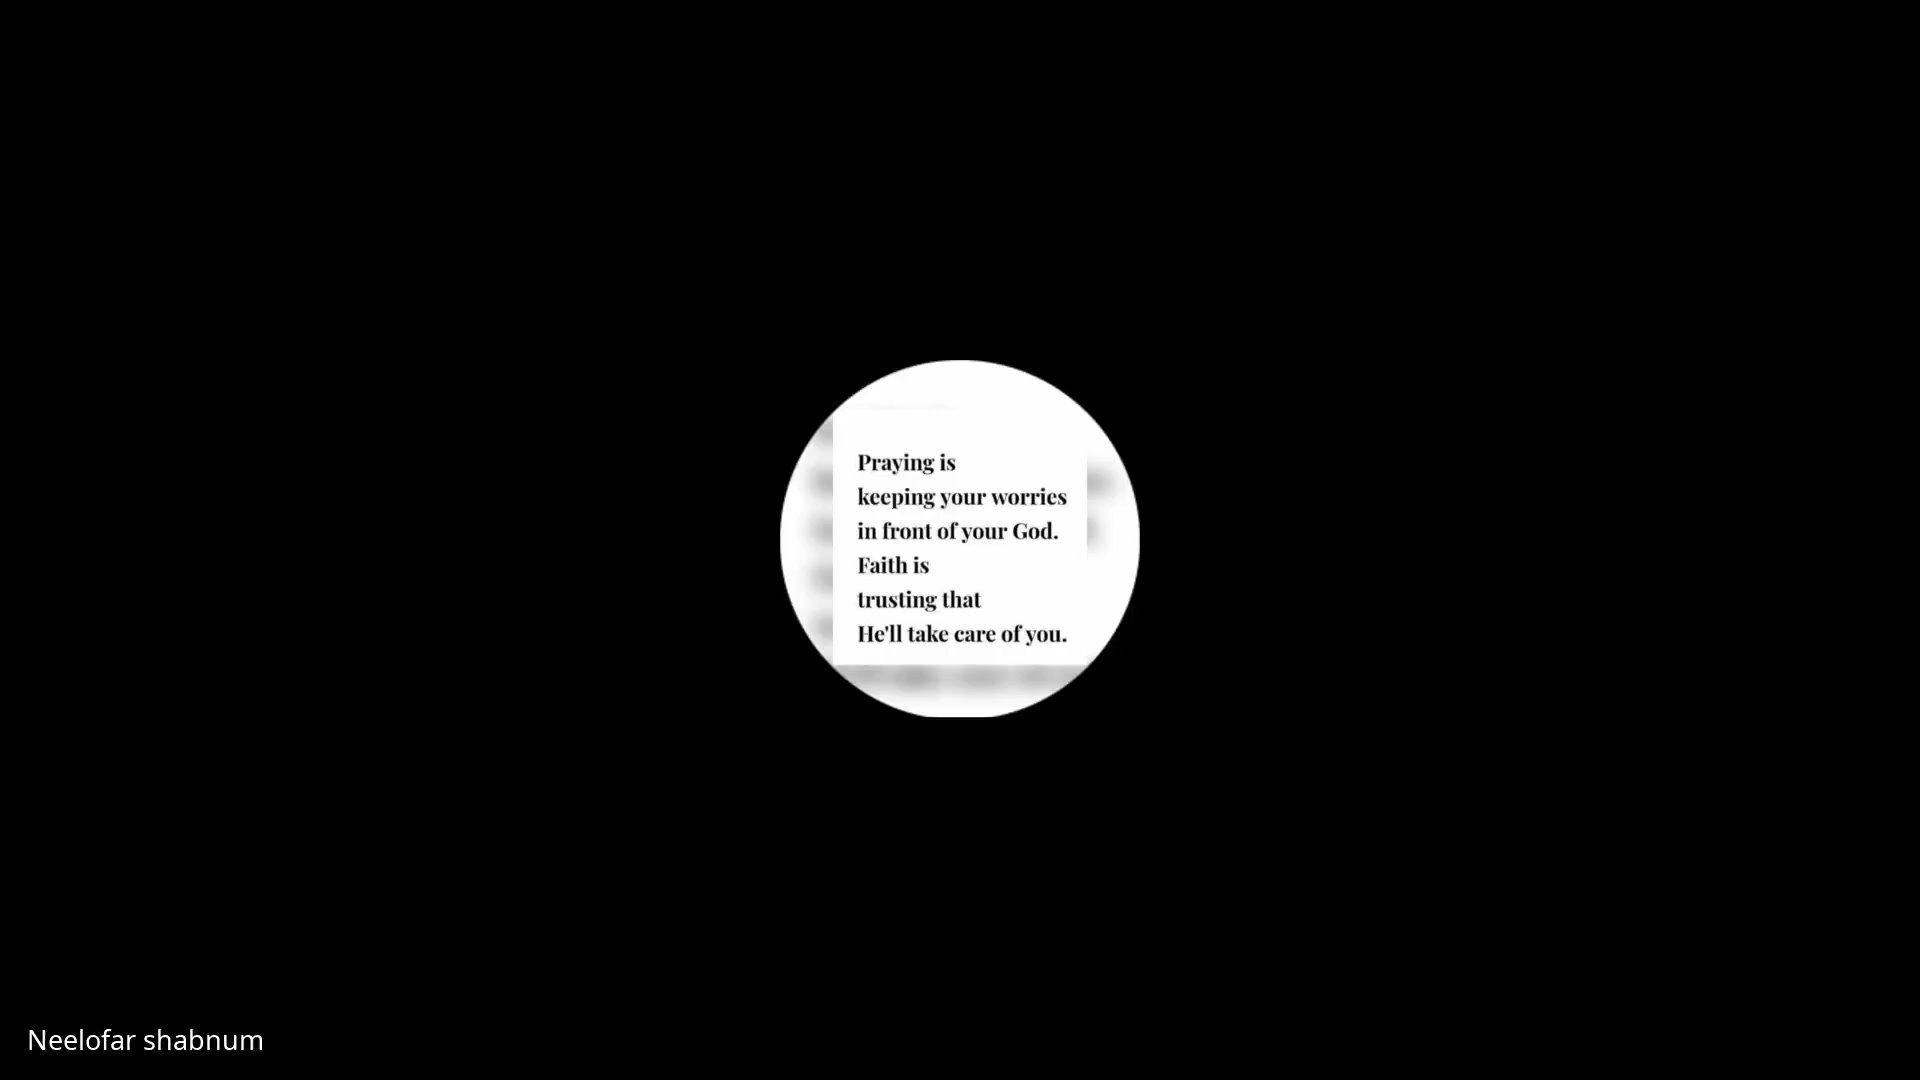 Praying is
keeping your worries
in front of your God.
Faith is
trusting that
He'll take care of you.
Neelofar shabnum